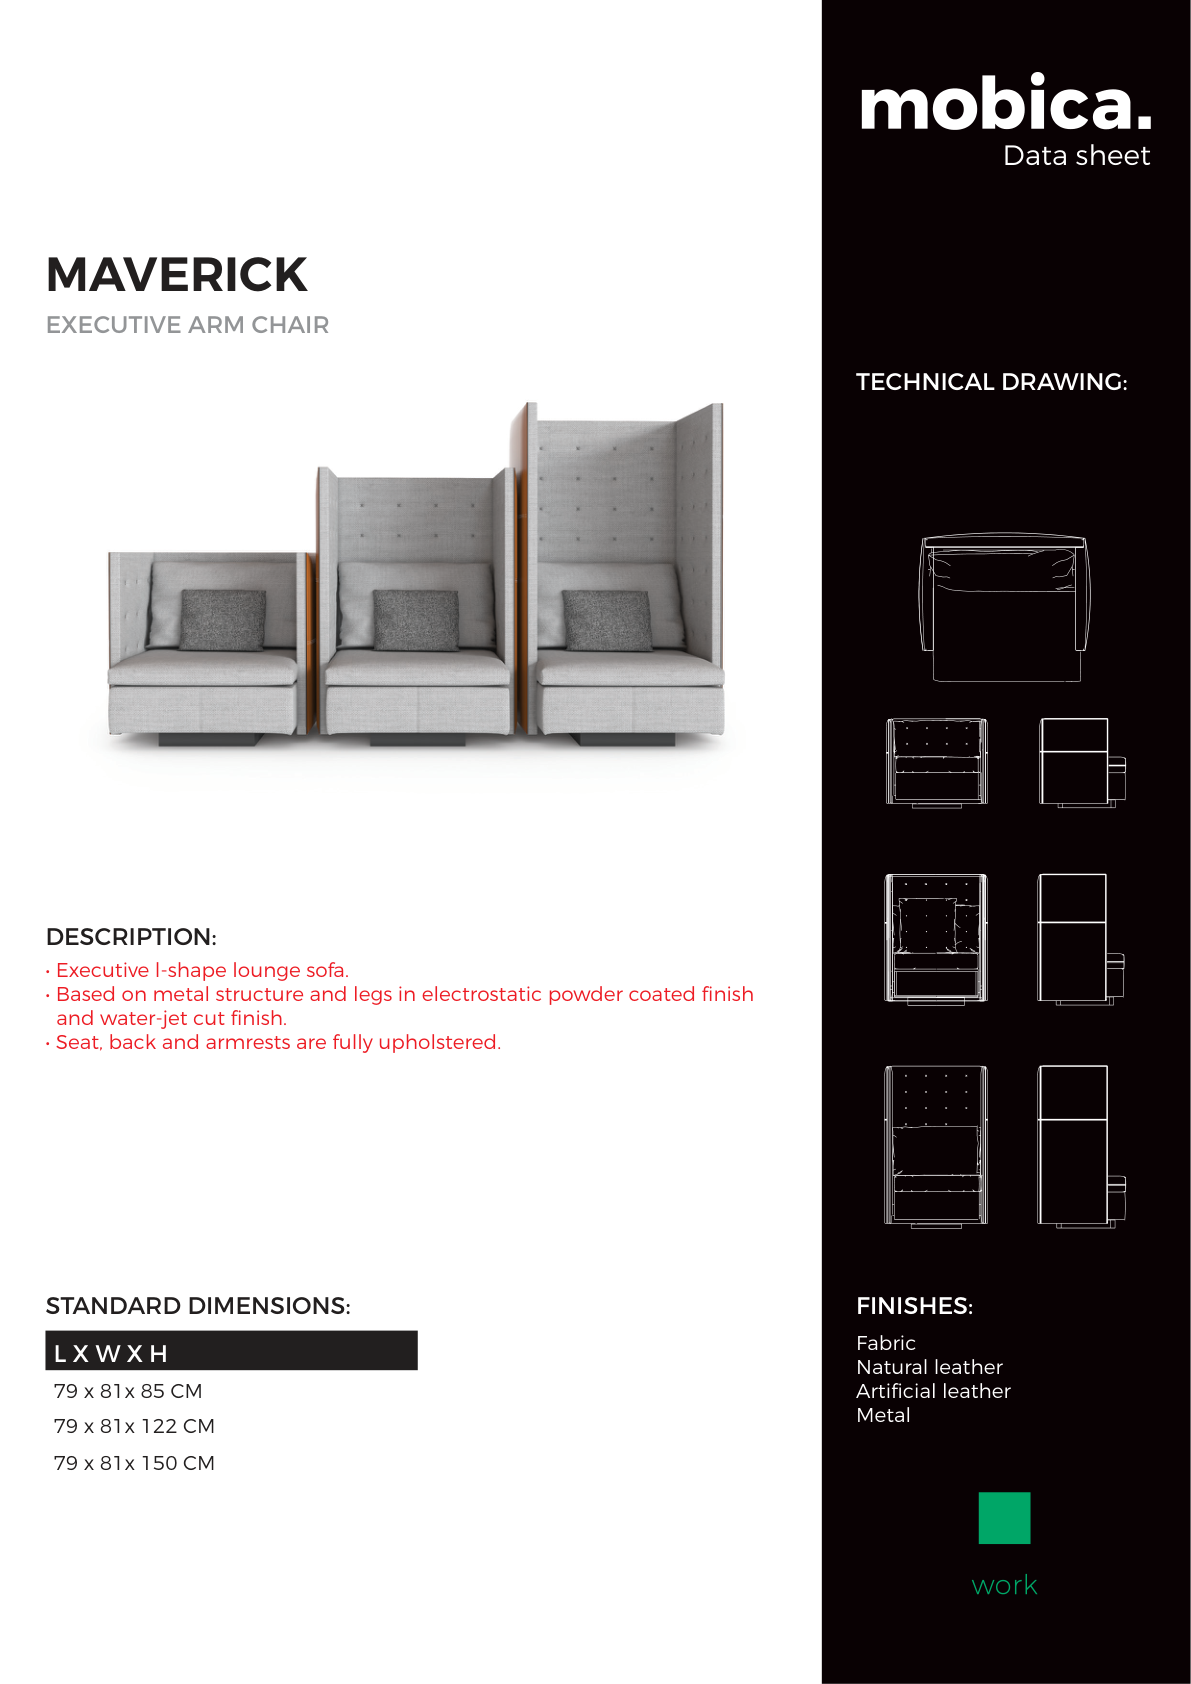 mobica.
Data sheet
MAVERICK
EXECUTIVE ARM CHAIR
TECHNICAL DRAWING:
DESCRIPTION:
• Executive l-shape lounge sofa.
• Based on metal structure and legs in electrostatic powder coated finish
and water-jet cut finish.
• Seat, back and armrests are fully upholstered.
STANDARD DIMENSIONS:
L X W X H
79 x 81x 85 CM
79 x 81x 122 CM
79 x 81x 150 CM
FINISHES:
Fabric
Natural leather
Artificial leather
Metal
work